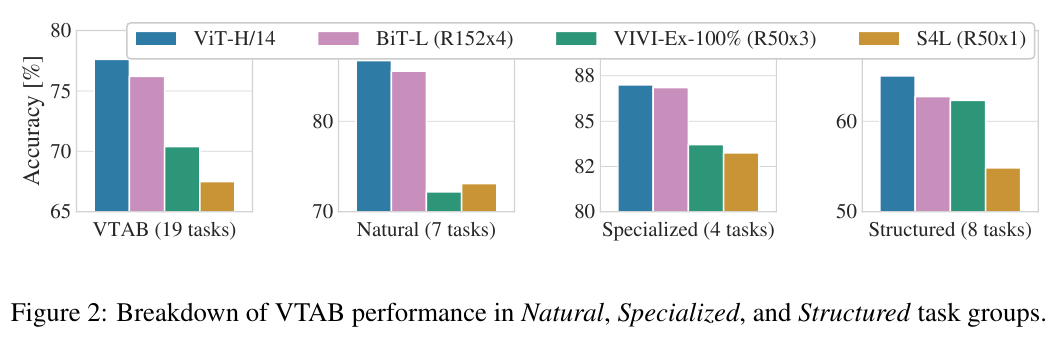 ViT-H/14 BiT-L (R152x4) VIVI-Ex-100% (R50x3) S4L (R50x1)
Accuracy [%]
80
75
70
65
VTAB (19 tasks)
80
70
Natural (7 tasks)
88
85
82
80
Specialized (4 tasks)
60
50
Structured (8 tasks)
Figure 2: Breakdown of VTAB performance in Natural, Specialized, and Structured task groups.